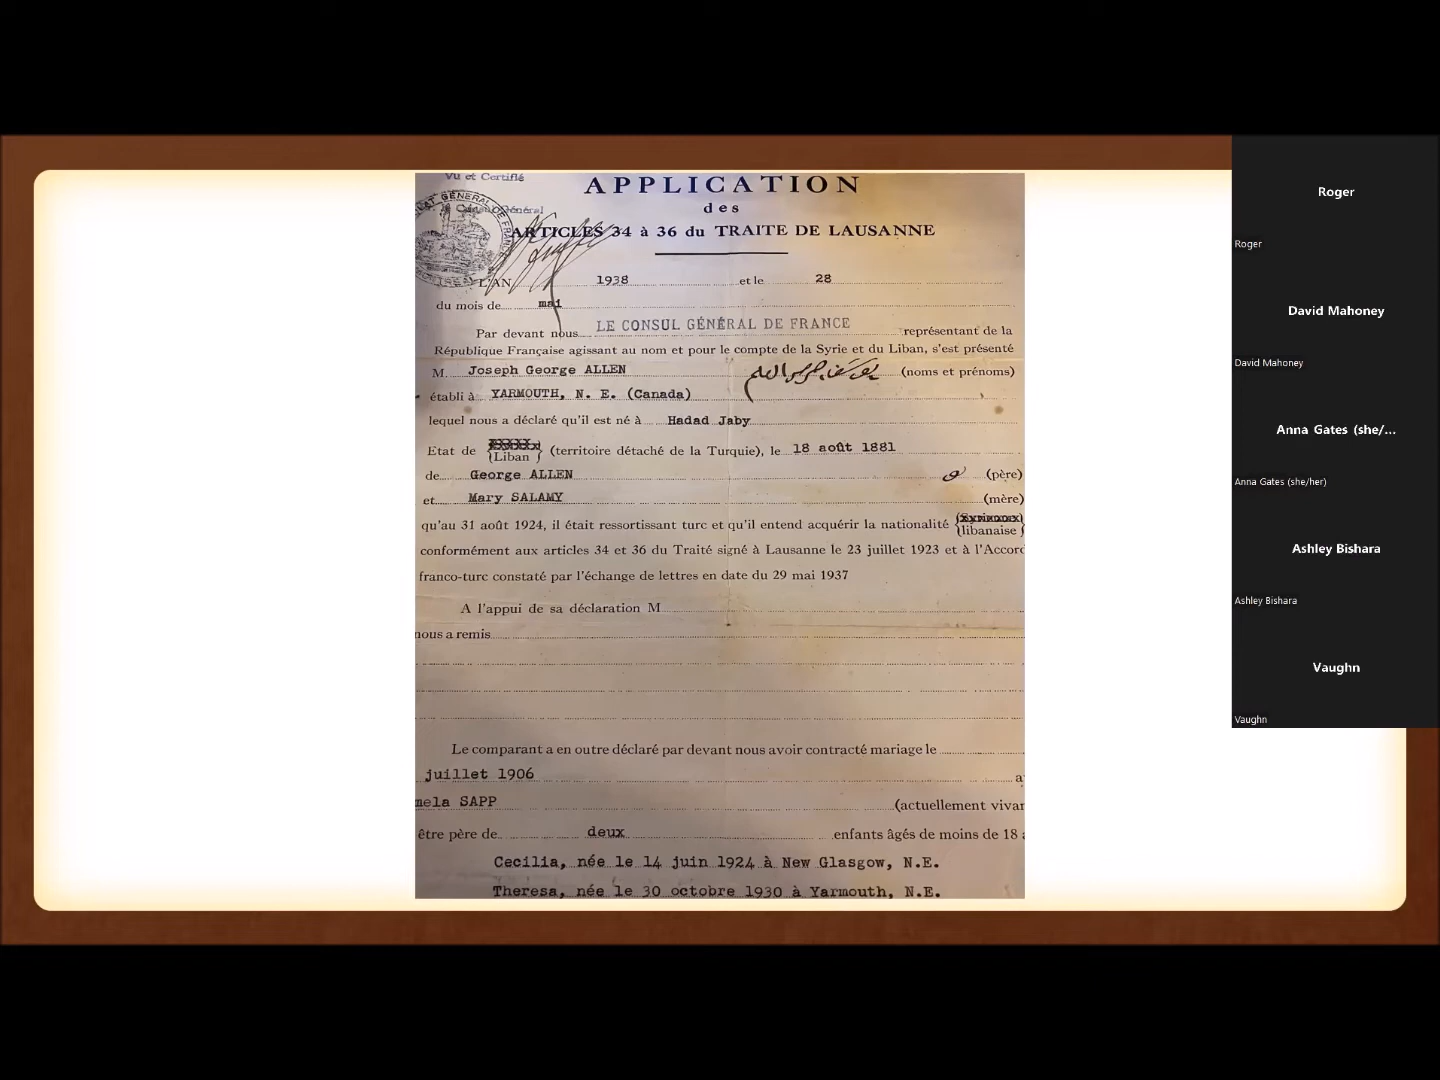 Vu et Certifié
APPLICATION
des
ARTICLES 34 à 36 du TRAITE DE LAUSANNE
L'AN 1938 et le 28
du mois de mai
Par devant nous LE CONSUL GÉNÉRAL DE FRANCE représentant de la
République Française agissant au nom et pour le compte de la Syrie et du Liban, s'est présenté
M. Joseph George ALLEN (noms et prénoms)
établi à YARMOUTH, N. E. (Canada)
lequel nous a déclaré qu'il est né à Hadad Jaby
Etat de {Liban} (territoire détaché de la Turquie), le 18 août 1881
de George ALLEN (père)
et Mary SALAMY (mère)
qu'au 31 août 1924, il était ressortissant turc et qu'il entend acquérir la nationalité {libanaise}
conformément aux articles 34 et 36 du Traité signé à Lausanne le 23 juillet 1923 et à l'Accord
franco-turc constaté par l'échange de lettres en date du 29 mai 1937
A l'appui de sa déclaration M
nous a remis
Le comparant a en outre déclaré par devant nous avoir contracté mariage le
juillet 1906 a
mela SAPP (actuellement vivan
être père de deux enfants âgés de moins de 18 a
Cecilia, née le 14 juin 1924 à New Glasgow, N.E.
Theresa, née le 30 octobre 1930 à Yarmouth, N.E.
Roger
Roger
David Mahoney
David Mahoney
Anna Gates (she/...
Anna Gates (she/her)
Ashley Bishara
Ashley Bishara
Vaughn
Vaughn